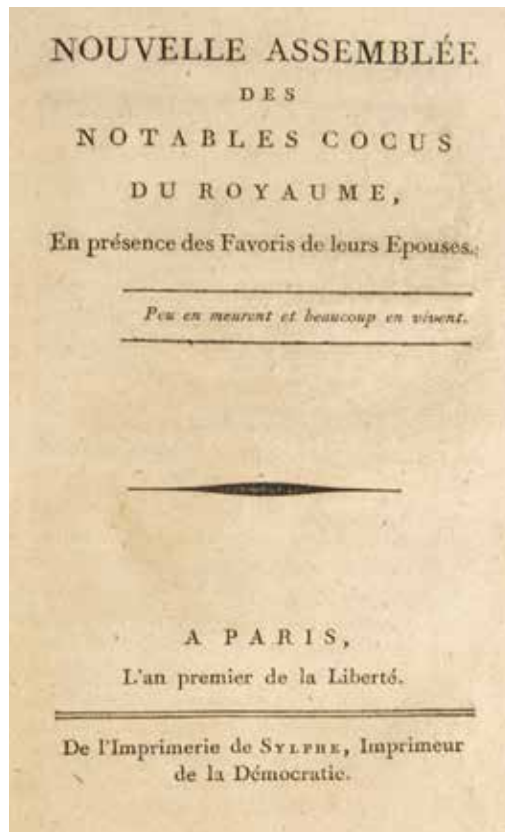 NOUVELLE ASSEMBLÉE
DES
NOTABLES COCUS
DU ROYAUME,
En présence des Favoris de leurs Epouses.
Peu en meurent et beaucoup en vivent.
A PARIS,
L'an premier de la Liberté.
De l'Imprimerie de SYLPHE, Imprimeur
de la Démocratie.